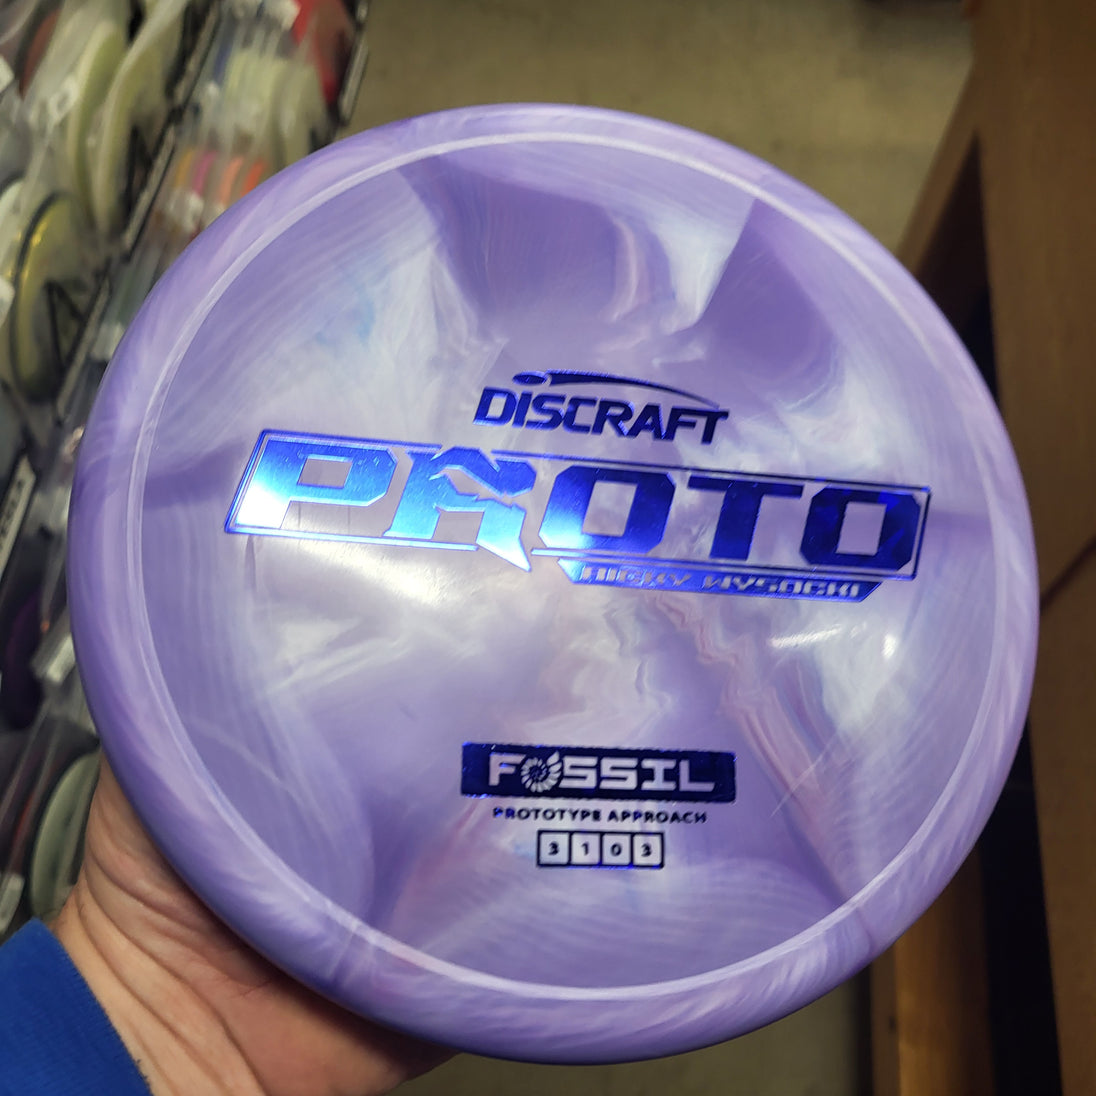 DISCRAFT
PROTO
RICKY WYSOCKI
FOSSIL
PROTOTYPE APPROACH
3 1 0 3